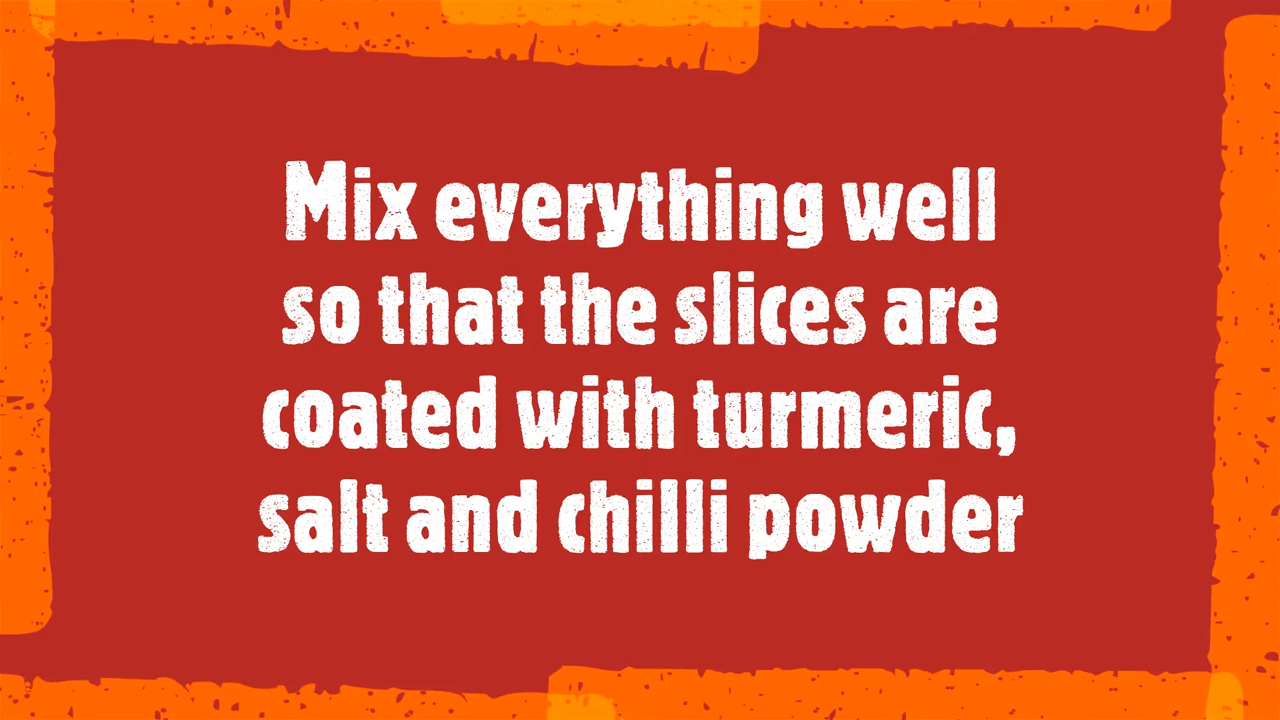 Mix everything well
so that the slices are
coated with turmeric,
salt and chilli powder